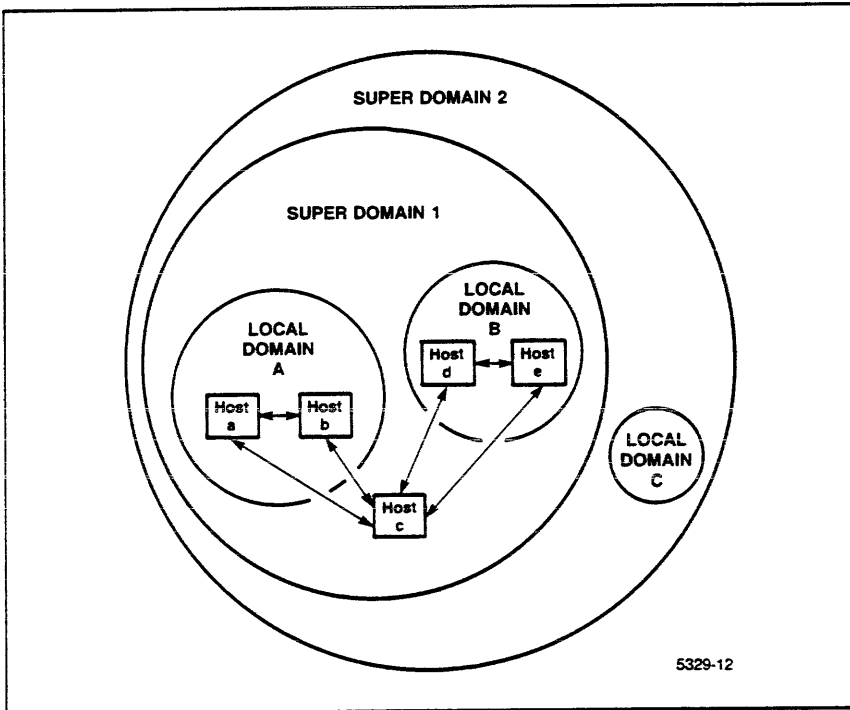 SUPER DOMAIN 2
SUPER DOMAIN 1
LOCAL
DOMAIN
A
LOCAL
DOMAIN
B
Host
d
Host
e
Host
a
Host
b
LOCAL
DOMAIN
C
Host
c
5329-12